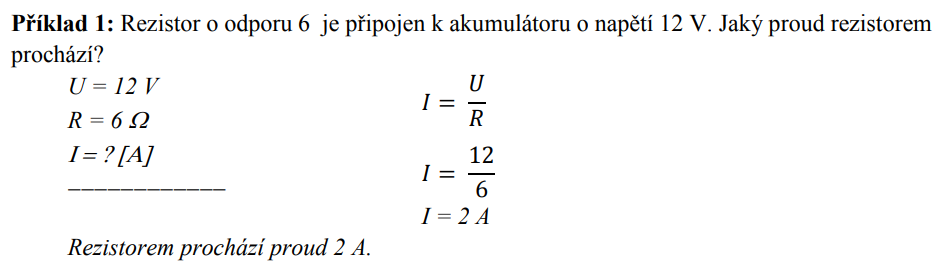 Příklad 1: Rezistor o odporu 6  je připojen k akumulátoru o napětí 12 V. Jaký proud rezistorem
prochází?
U = 12 V
R = 6 Ω
I = ? [A]
____________
I = U/R
I = 12/6
I = 2 A
Rezistorem prochází proud 2 A.